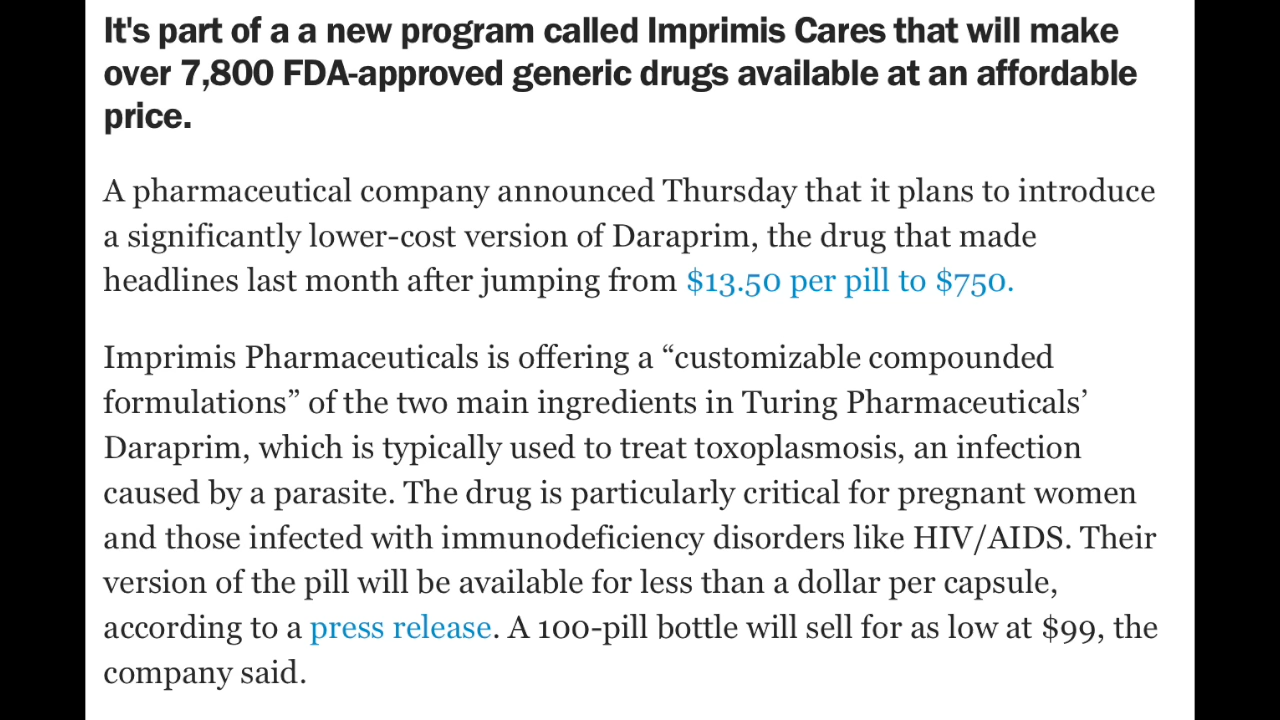 It's part of a a new program called Imprimis Cares that will make
over 7,800 FDA-approved generic drugs available at an affordable
price.
A pharmaceutical company announced Thursday that it plans to introduce
a significantly lower-cost version of Daraprim, the drug that made
headlines last month after jumping from $13.50 per pill to $750.
Imprimis Pharmaceuticals is offering a “customizable compounded
formulations” of the two main ingredients in Turing Pharmaceuticals’
Daraprim, which is typically used to treat toxoplasmosis, an infection
caused by a parasite. The drug is particularly critical for pregnant women
and those infected with immunodeficiency disorders like HIV/AIDS. Their
version of the pill will be available for less than a dollar per capsule,
according to a press release. A 100-pill bottle will sell for as low at $99, the
company said.